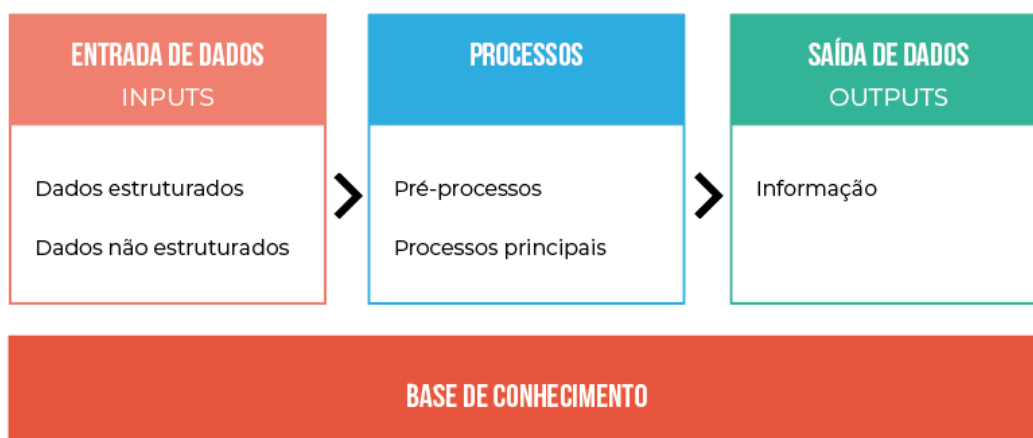 ENTRADA DE DADOS
INPUTS
Dados estruturados
Dados não estruturados
PROCESSOS
Pré-processos
Processos principais
SAÍDA DE DADOS
OUTPUTS
Informação
BASE DE CONHECIMENTO